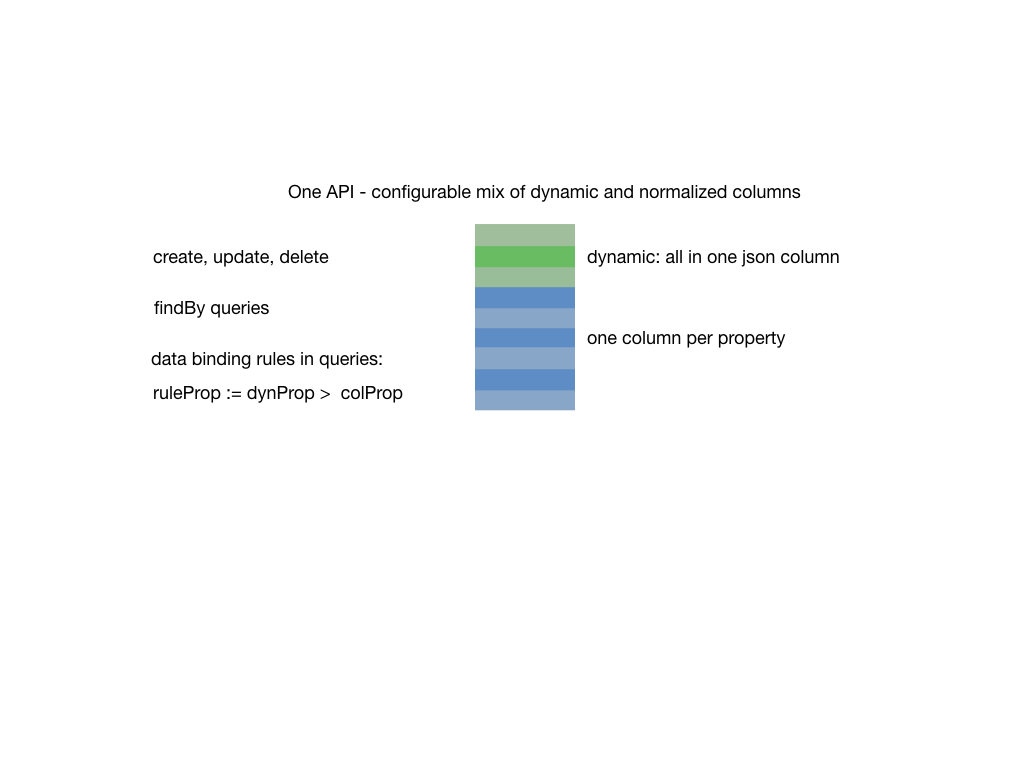 One API - configurable mix of dynamic and normalized columns
create, update, delete
dynamic: all in one json column
findBy queries
one column per property
data binding rules in queries:
ruleProp := dynProp >  colProp